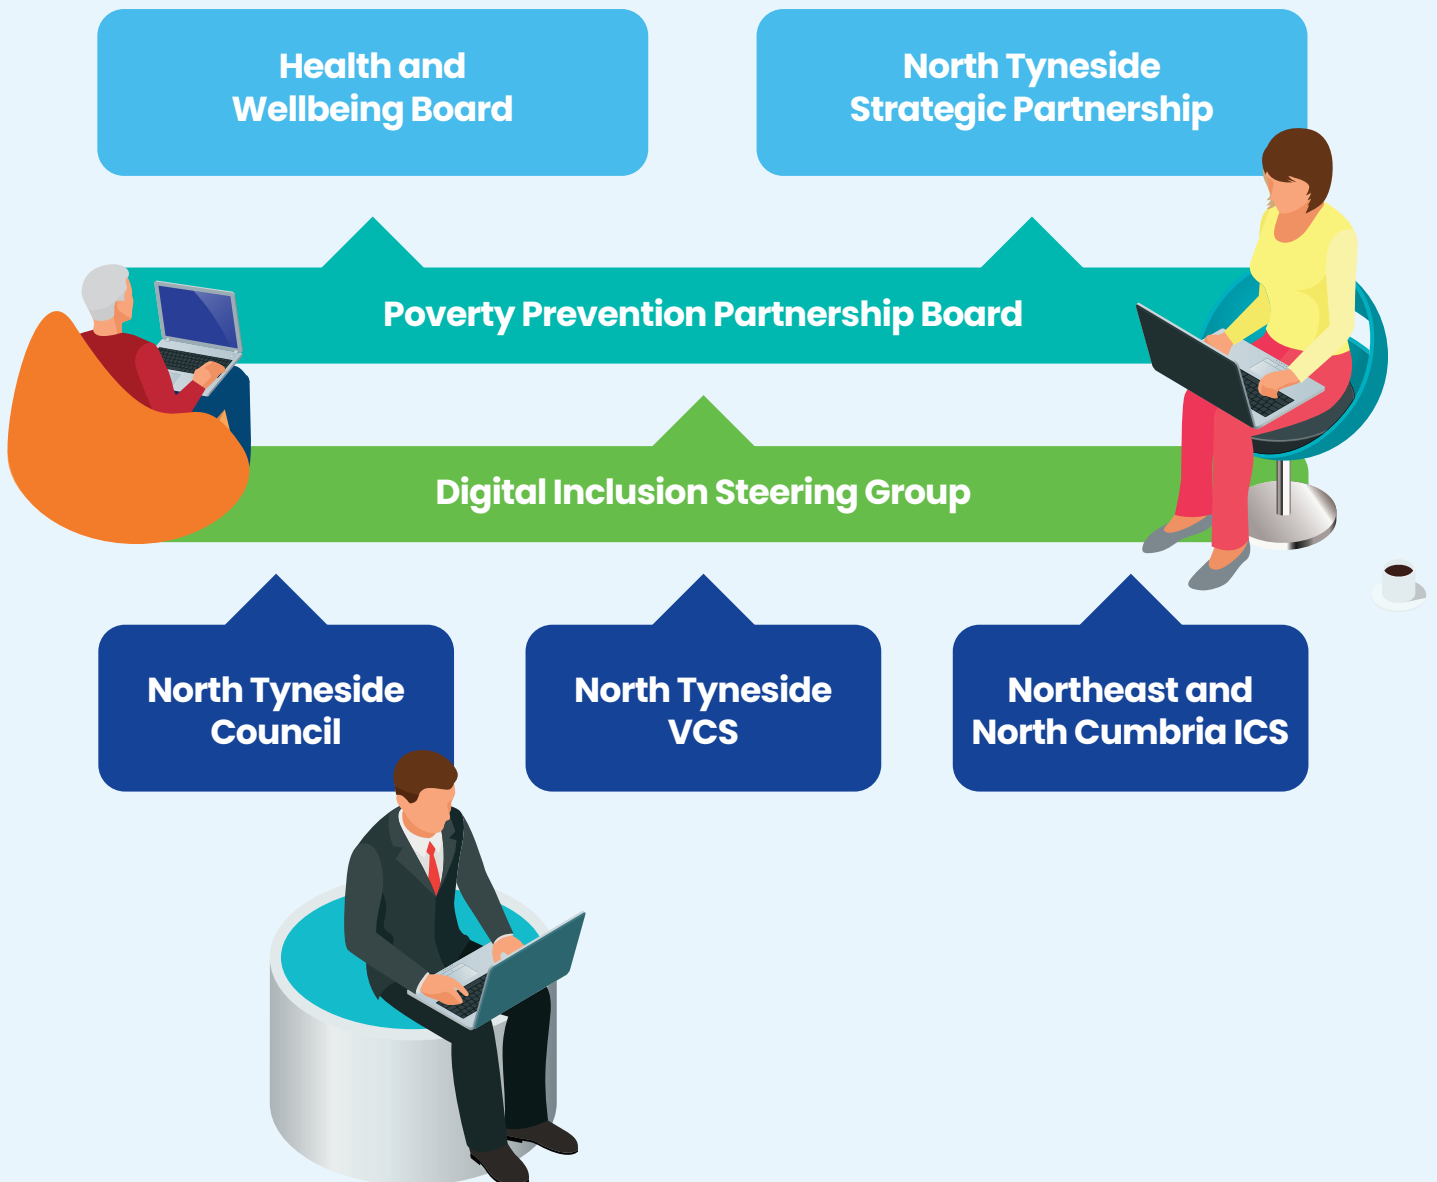 Health and
Wellbeing Board
North Tyneside
Strategic Partnership
Poverty Prevention Partnership Board
Digital Inclusion Steering Group
North Tyneside
Council
North Tyneside
VCS
Northeast and
North Cumbria ICS